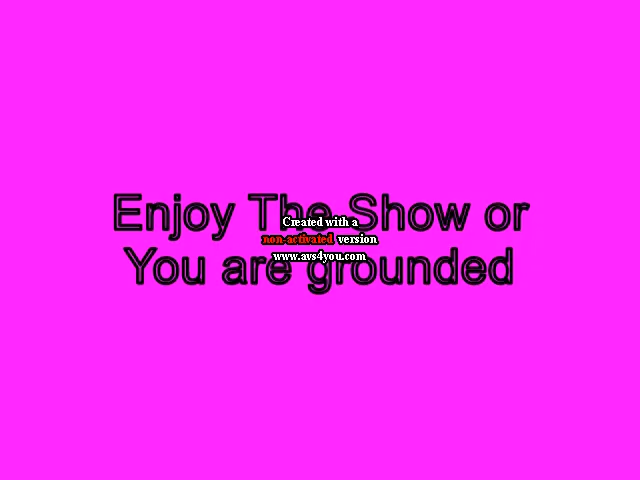 Enjoy The Show or
You are grounded
Created with a
non-activated version
www.avs4you.com